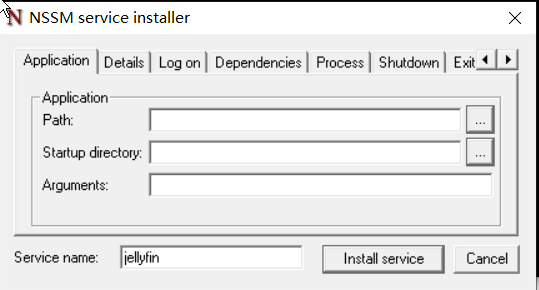 NSSM service installer
Application Details Log on Dependencies Process Shutdown Exit
Application
Path:
...
Startup directory:
...
Arguments:
Service name: jellyfin Install service Cancel